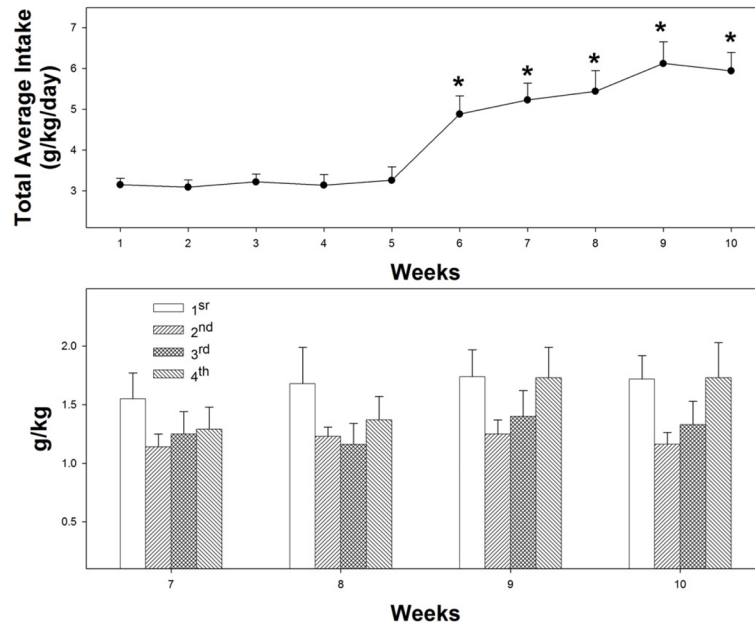 Total Average Intake
(g/kg/day)
7
6
5
4
3
* * * * *
1 2 3 4 5 6 7 8 9 10
Weeks
g/kg
2.0
1.5
1.0
0.5
1sr
2nd
3rd
4th
7 8 9 10
Weeks